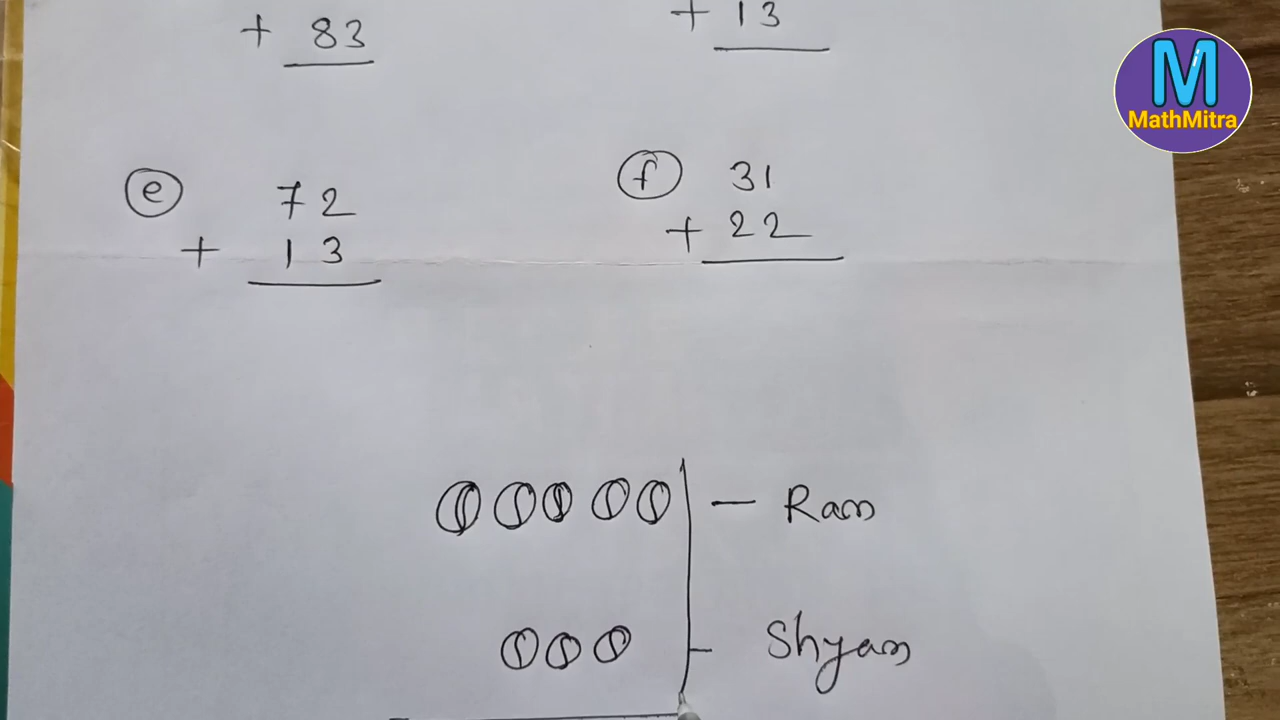 + 83
+ 13
M
MathMitra
e 72
+ 13
f 31
+ 22
— Ram
- Shyam